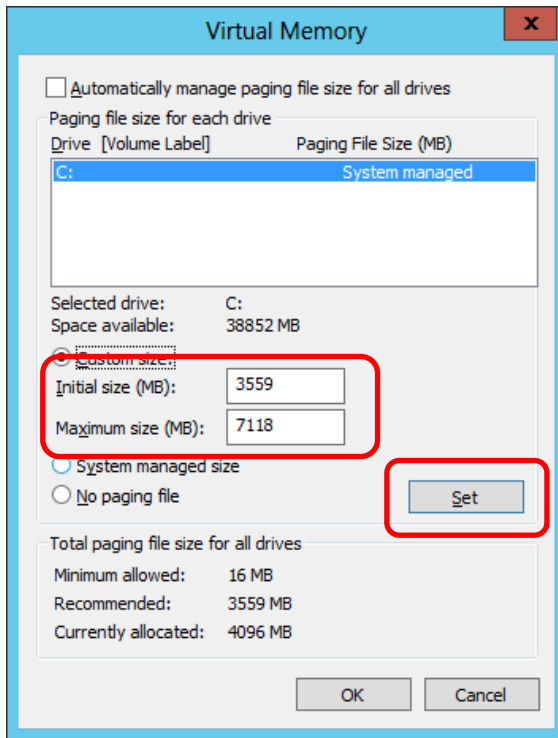 Virtual Memory
x
Automatically manage paging file size for all drives
Paging file size for each drive
Drive [Volume Label] Paging File Size (MB)
C: System managed
Selected drive: C:
Space available: 38852 MB
Custom size:
Initial size (MB): 3559
Maximum size (MB): 7118
System managed size
No paging file Set
Total paging file size for all drives
Minimum allowed: 16 MB
Recommended: 3559 MB
Currently allocated: 4096 MB
OK Cancel